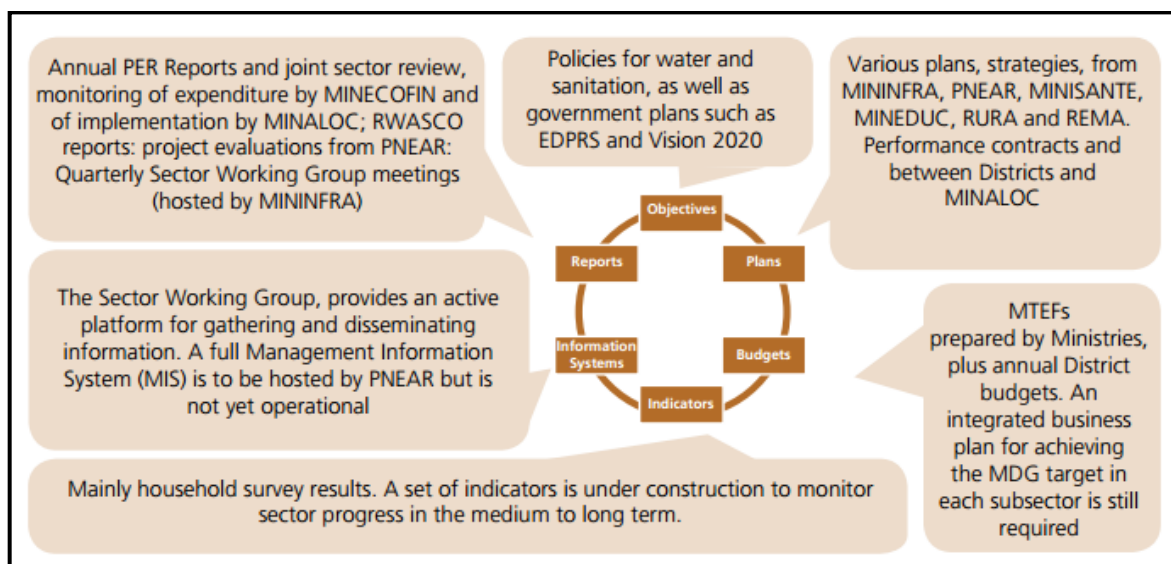 Annual PER Reports and joint sector review,
monitoring of expenditure by MINECOFIN and
of implementation by MINALOC; RWASCO
reports: project evaluations from PNEAR:
Quarterly Sector Working Group meetings
(hosted by MININFRA)
Policies for water and
sanitation, as well as
government plans such as
EDPRS and Vision 2020
Various plans, strategies, from
MININFRA, PNEAR, MINISANTE,
MINEDUC, RURA and REMA.
Performance contracts and
between Districts and
MINALOC
Objectives
Reports
Plans
Information
Systems
Budgets
Indicators
The Sector Working Group, provides an active
platform for gathering and disseminating
information. A full Management Information
System (MIS) is to be hosted by PNEAR but is
not yet operational
MTEFs
prepared by Ministries,
plus annual District
budgets. An
integrated business
plan for achieving
the MDG target in
each subsector is still
required
Mainly household survey results. A set of indicators is under construction to monitor
sector progress in the medium to long term.